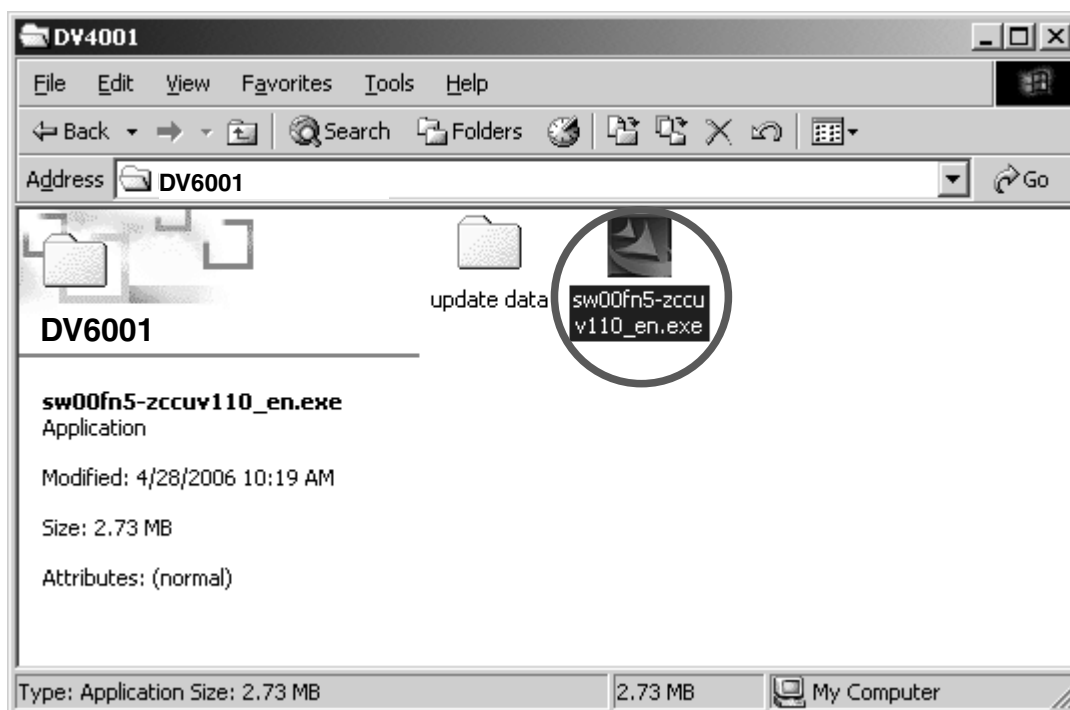 DV4001
File Edit View Favorites Tools Help
Back Search Folders
Address DV6001 Go
DV6001
update data
sw00fn5-zccu
v110_en.exe
sw00fn5-zccuv110_en.exe
Application
Modified: 4/28/2006 10:19 AM
Size: 2.73 MB
Attributes: (normal)
Type: Application Size: 2.73 MB 2.73 MB My Computer